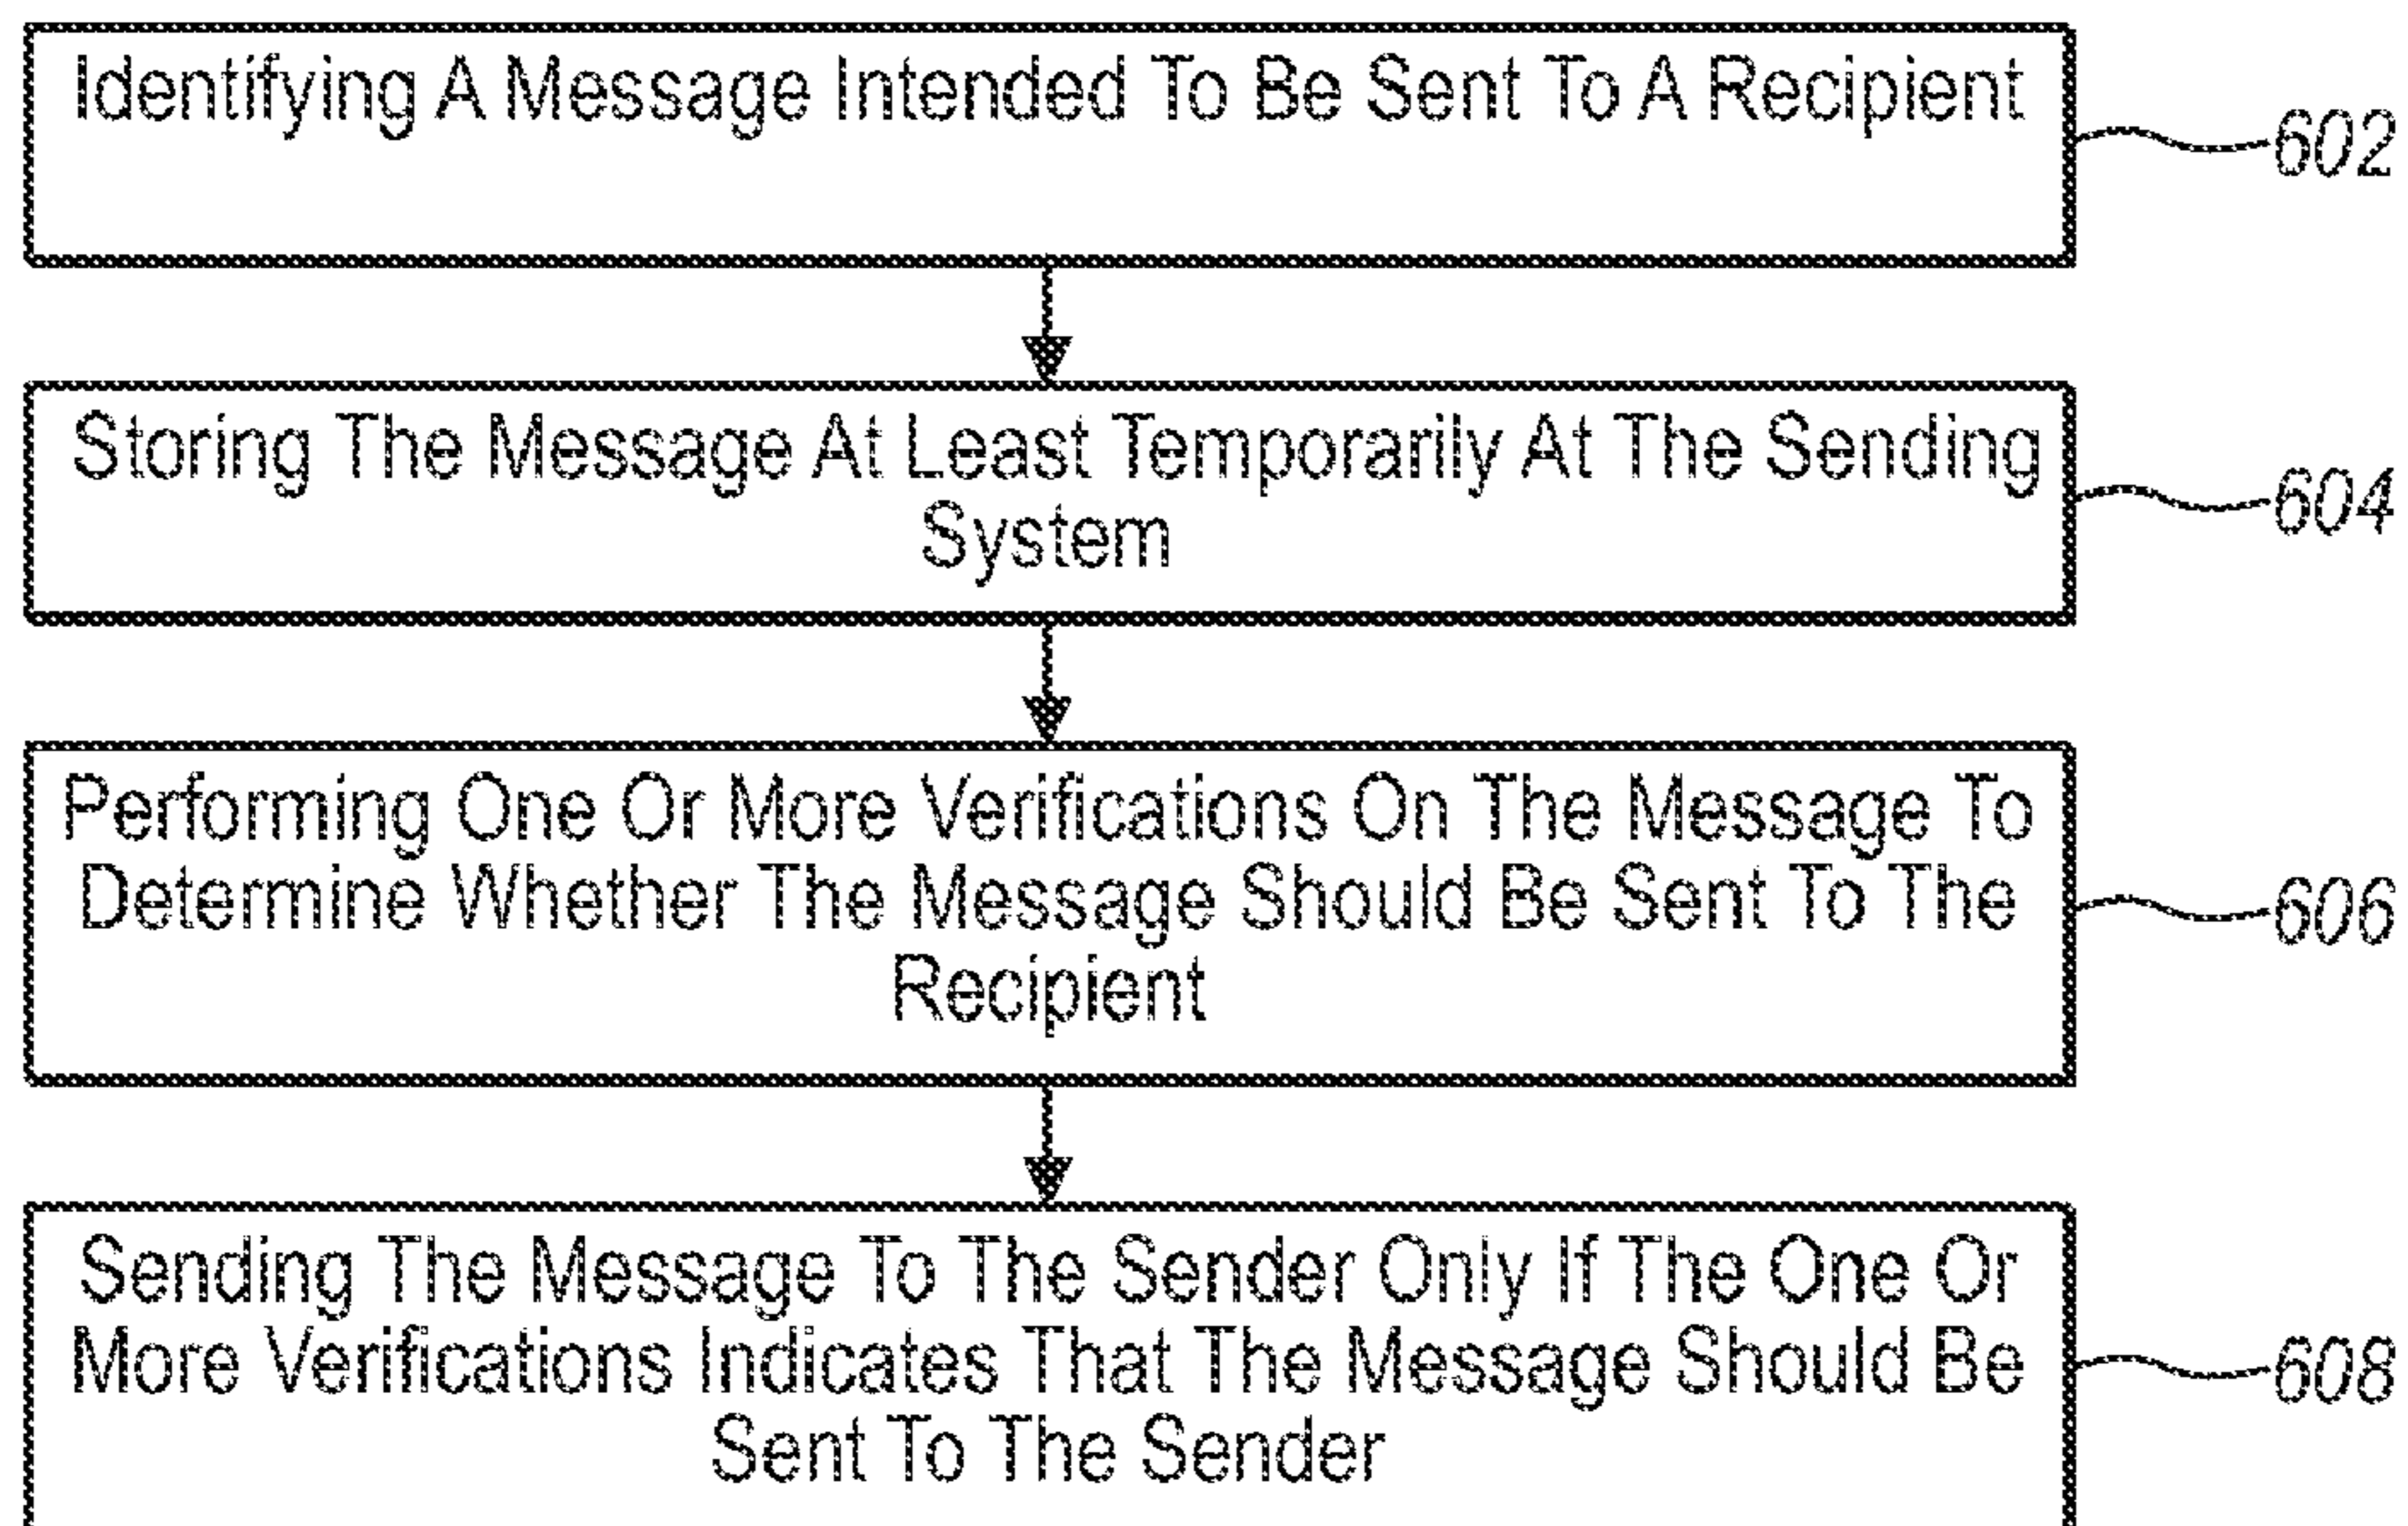 Identifying A Message Intended To Be Sent To A Recipient
602
Storing The Message At Least Temporarily At The Sending
System
604
Performing One Or More Verifications On The Message To
Determine Whether The Message Should Be Sent To The
Recipient
606
Sending The Message To The Sender Only If The One Or
More Verifications Indicates That The Message Should Be
Sent To The Sender
608